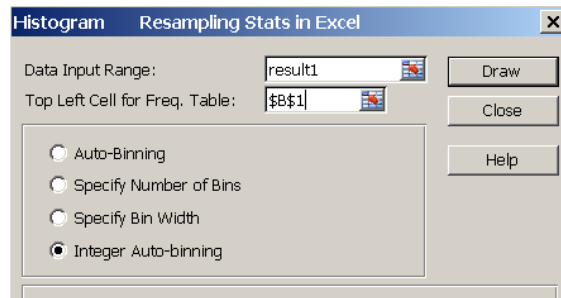 Histogram Resampling Stats in Excel
Data Input Range: result1 Draw
Top Left Cell for Freq. Table: $B$1 Close
Auto-Binning Help
Specify Number of Bins
Specify Bin Width
Integer Auto-binning